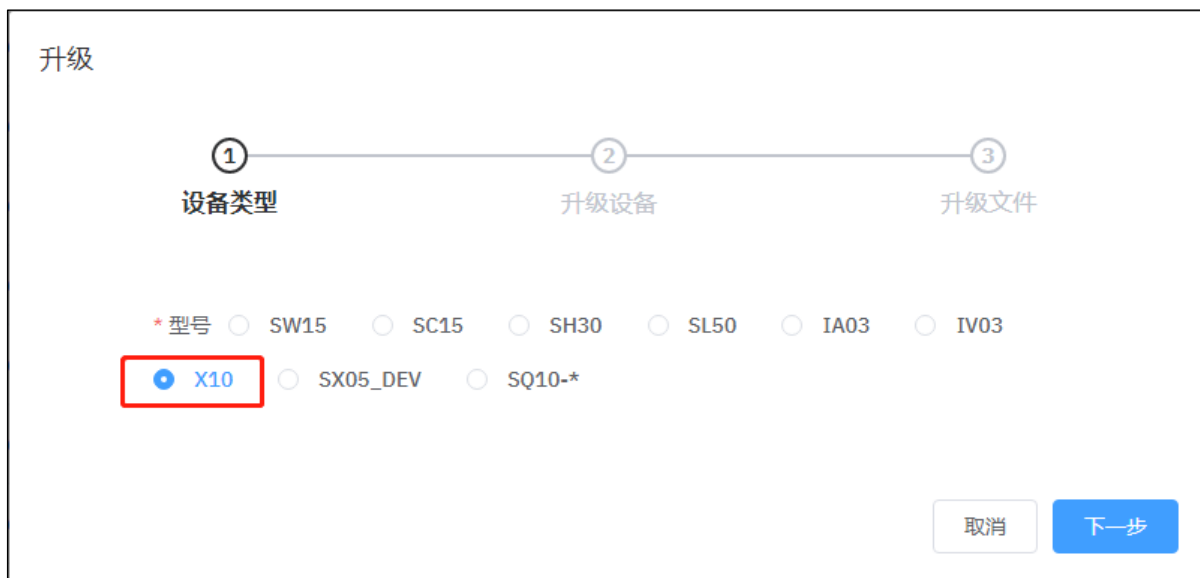 升级
1 2 3
设备类型 升级设备 升级文件
* 型号 SW15 SC15 SH30 SL50 IA03 IV03
X10 SX05_DEV SQ10-*
取消 下一步